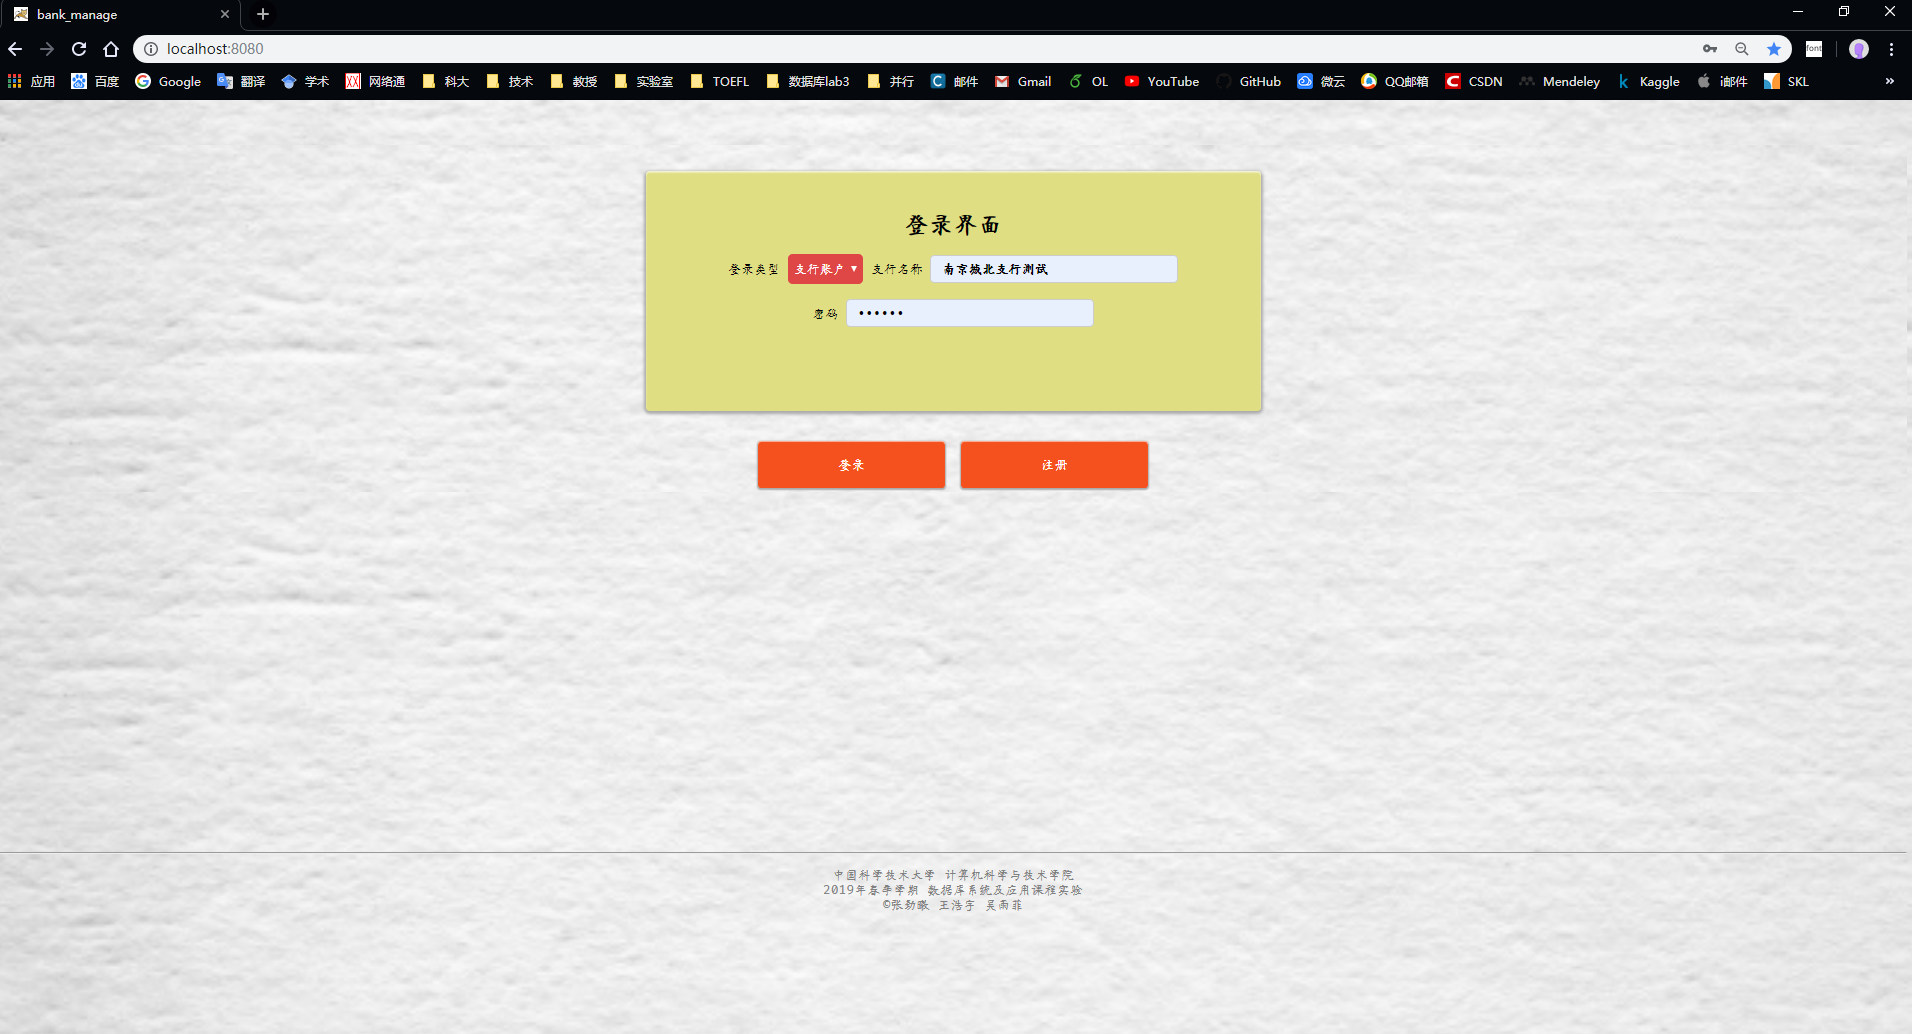 bank_manage
localhost:8080
font
应用 百度 Google 翻译 学术 网络通 科大 技术 教授 实验室 TOEFL 数据库lab3 并行 邮件 Gmail OL YouTube GitHub 微云 QQ邮箱 CSDN Mendeley Kaggle i邮件 SKL »
登录界面
登录类型 支行账户 支行名称 南京城北支行测试
密码 ••••••
登录 注册
中国科学技术大学 计算机科学与技术学院
2019年春季学期 数据库系统及应用课程实验
©张劲暾 王浩宇 吴雨菲